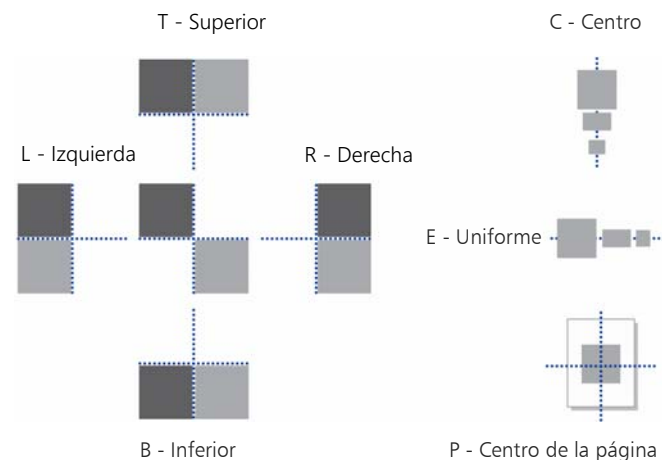 T - Superior
C - Centro
L - Izquierda
R - Derecha
E - Uniforme
B - Inferior
P - Centro de la página